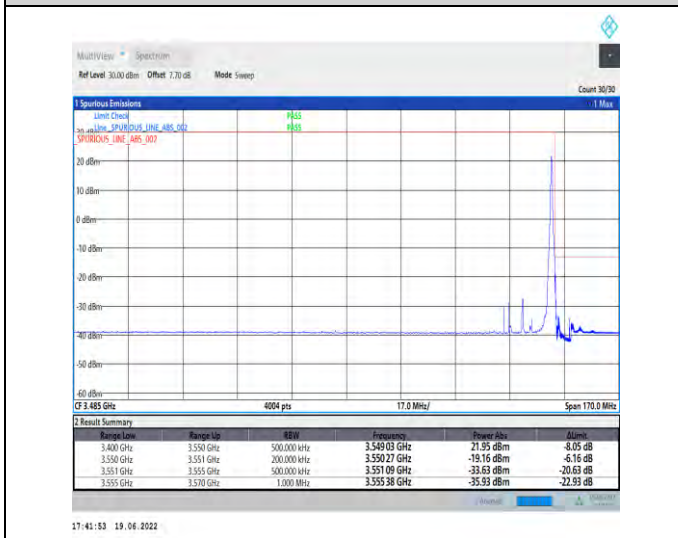 MultiView Spectrum
Ref Level 30.00 dBm Offset 7.70 dB Mode Sweep
Count 30/30
1 Spurious Emissions 1 Max
Limit Check PASS
Line _SPURIOUS_LINE_ABS_002 PASS
_SPURIOUS_LINE_ABS_002
20 dBm
10 dBm
0 dBm
-10 dBm
-20 dBm
-30 dBm
-40 dBm
-50 dBm
-60 dBm
CF 3.485 GHz 4004 pts 17.0 MHz/ Span 170.0 MHz
2 Result Summary
Range Low Range Up RBW Frequency Power Abs ΔLimit
3.400 GHz 3.550 GHz 500.000 kHz 3.549 03 GHz 21.95 dBm -8.05 dB
3.550 GHz 3.551 GHz 200.000 kHz 3.550 27 GHz -19.16 dBm -6.16 dB
3.551 GHz 3.555 GHz 500.000 kHz 3.551 09 GHz -33.63 dBm -20.63 dB
3.555 GHz 3.570 GHz 1.000 MHz 3.555 38 GHz -35.93 dBm -22.93 dB
17:41:53 19.06.2022